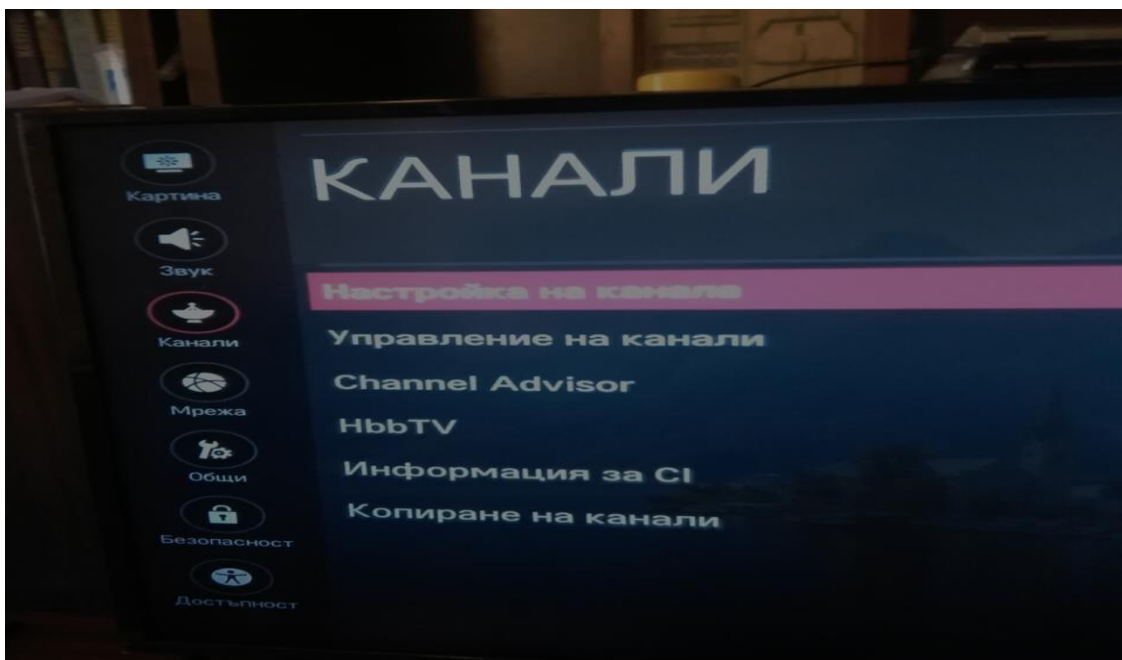 КАНАЛИ
Картина
Звук
Канали
Мрежа
Общи
Безопасност
Достъпност
Настройка на канала
Управление на канали
Channel Advisor
HbbTV
Информация за CI
Копиране на канали